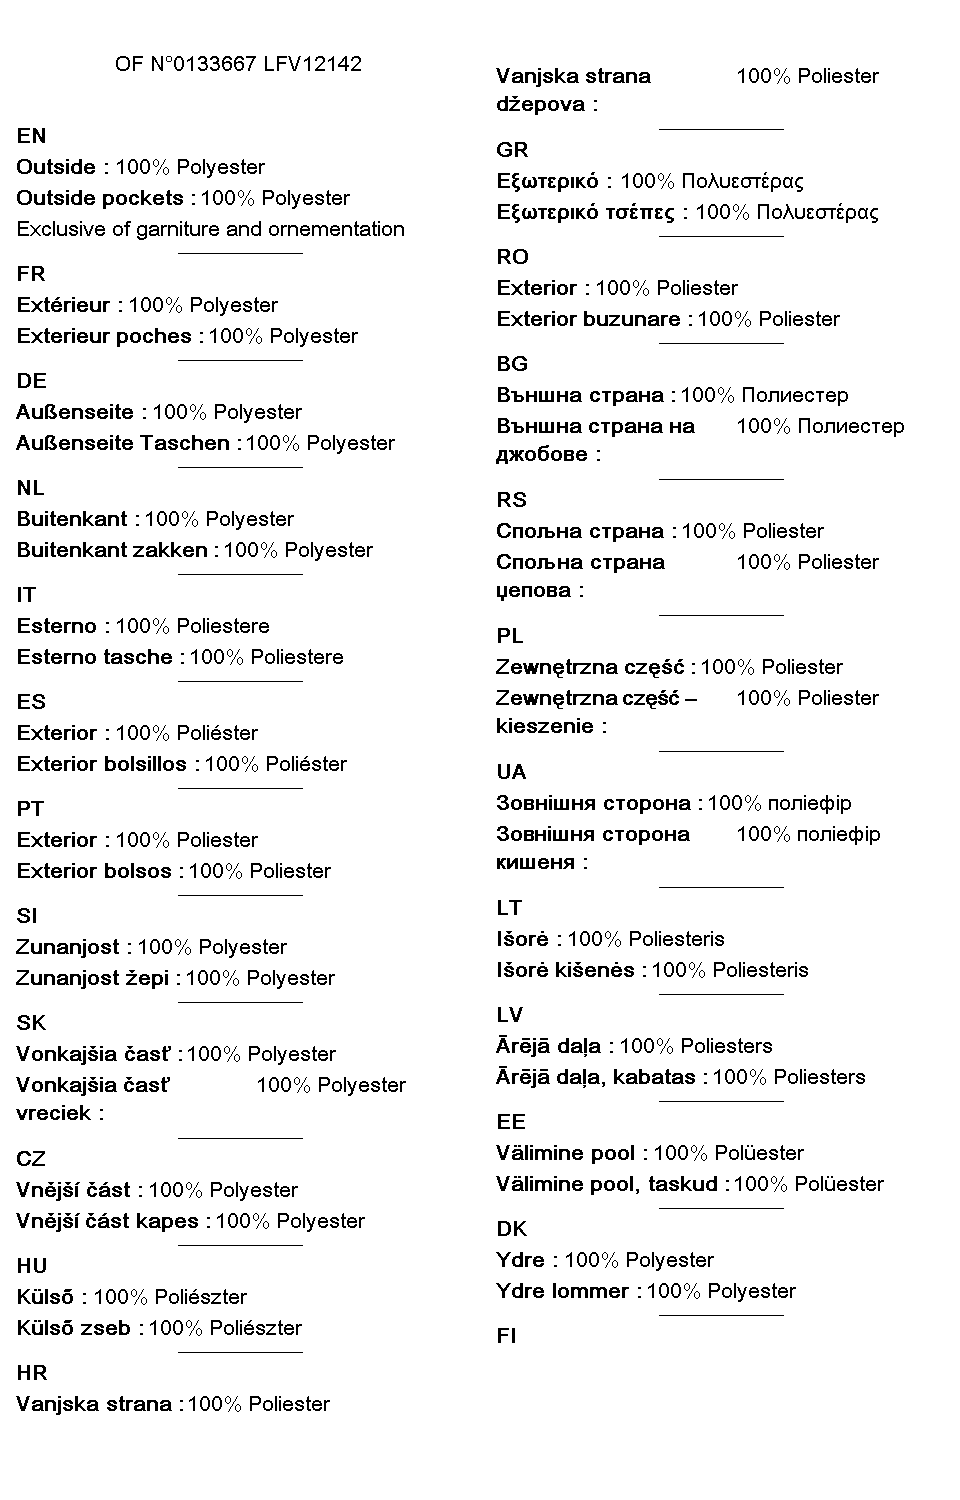 OF N°0133667 LFV12142
EN
Outside : 100% Polyester
Outside pockets : 100% Polyester
Exclusive of garniture and ornementation
FR
Extérieur : 100% Polyester
Exterieur poches : 100% Polyester
DE
Außenseite : 100% Polyester
Außenseite Taschen : 100% Polyester
NL
Buitenkant : 100% Polyester
Buitenkant zakken : 100% Polyester
IT
Esterno : 100% Poliestere
Esterno tasche : 100% Poliestere
ES
Exterior : 100% Poliéster
Exterior bolsillos : 100% Poliéster
PT
Exterior : 100% Poliester
Exterior bolsos : 100% Poliester
SI
Zunanjost : 100% Polyester
Zunanjost žepi : 100% Polyester
SK
Vonkajšia časť : 100% Polyester
Vonkajšia časť 100% Polyester
vreciek :
CZ
Vnější část : 100% Polyester
Vnější část kapes : 100% Polyester
HU
Külső : 100% Poliészter
Külső zseb : 100% Poliészter
HR
Vanjska strana : 100% Poliester
Vanjska strana 100% Poliester
džepova :
GR
Εξωτερικό : 100% Πολυεστέρας
Εξωτερικό τσέπες : 100% Πολυεστέρας
RO
Exterior : 100% Poliester
Exterior buzunare : 100% Poliester
BG
Външна страна : 100% Полиестер
Външна страна на 100% Полиестер
джобове :
RS
Спољна страна : 100% Poliester
Спољна страна 100% Poliester
џепова :
PL
Zewnętrzna część : 100% Poliester
Zewnętrzna część – 100% Poliester
kieszenie :
UA
Зовнішня сторона : 100% поліефір
Зовнішня сторона 100% поліефір
кишеня :
LT
Išorė : 100% Poliesteris
Išorė kišenės : 100% Poliesteris
LV
Ārējā daļa : 100% Poliesters
Ārējā daļa, kabatas : 100% Poliesters
EE
Välimine pool : 100% Polüester
Välimine pool, taskud : 100% Polüester
DK
Ydre : 100% Polyester
Ydre lommer : 100% Polyester
FI